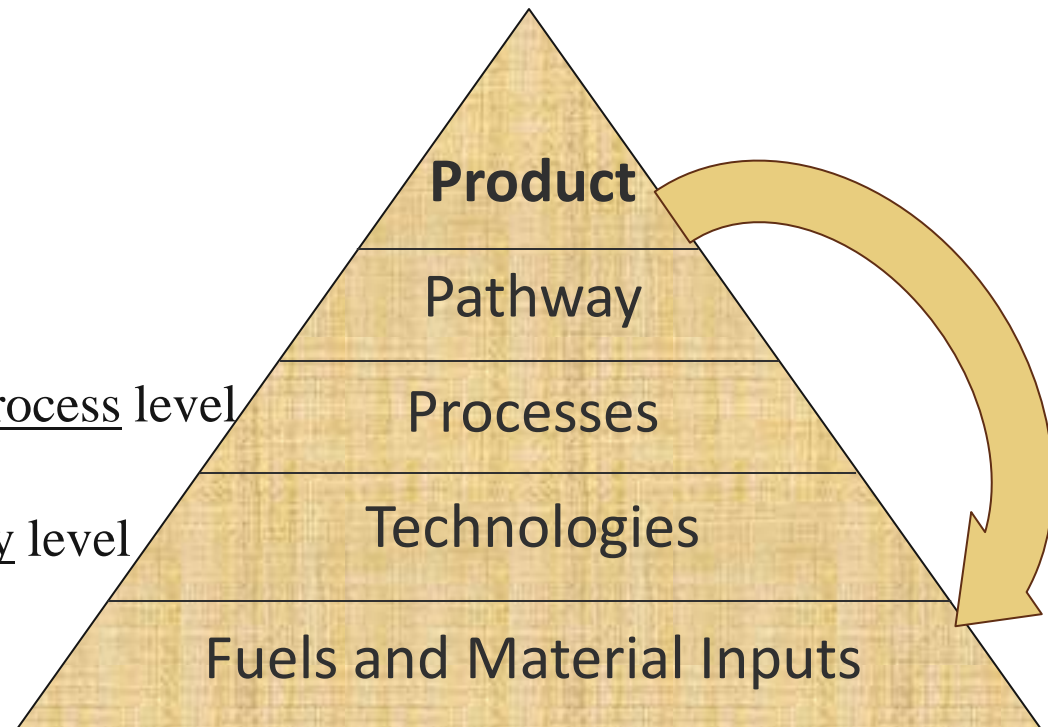 Product
Pathway
rocess level
Processes
y level
Technologies
Fuels and Material Inputs